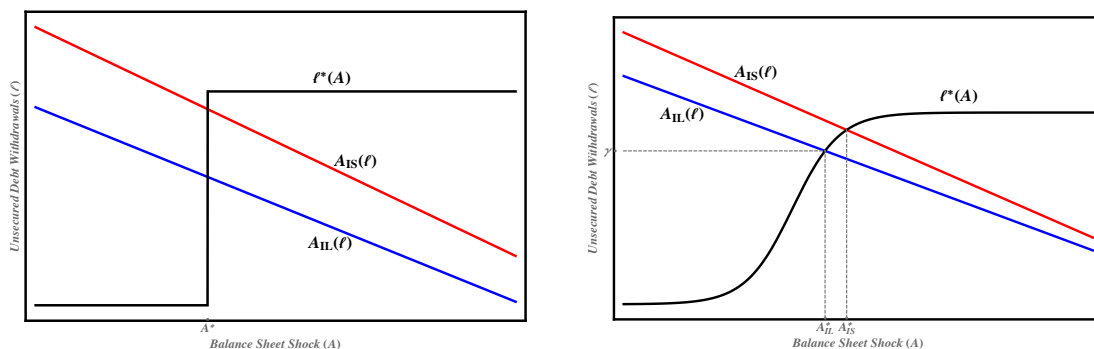 Unsecured Debt Withdrawals (ℓ)
ℓ*(A)
A_IS(ℓ)
A_IL(ℓ)
A*
Balance Sheet Shock (A)
Unsecured Debt Withdrawals (ℓ)
A_IS(ℓ)
ℓ*(A)
A_IL(ℓ)
γ
A*_IL A*_IS
Balance Sheet Shock (A)